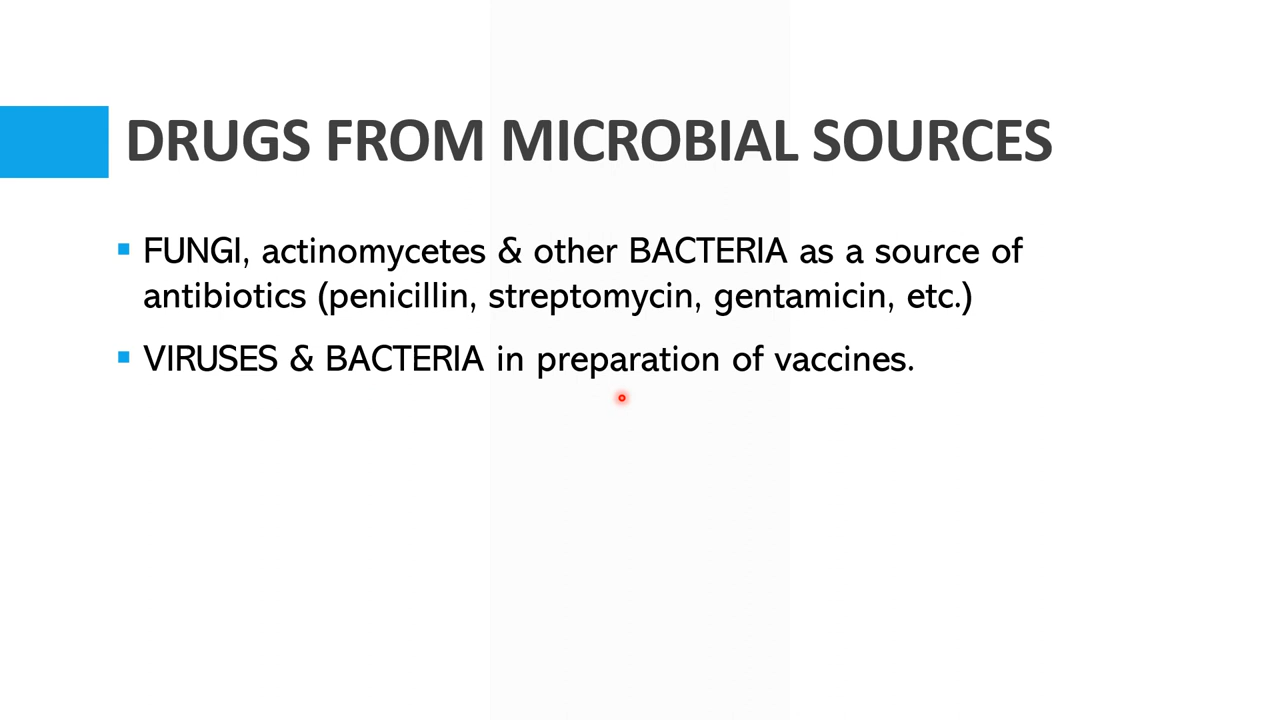 DRUGS FROM MICROBIAL SOURCES
FUNGI, actinomycetes & other BACTERIA as a source of
antibiotics (penicillin, streptomycin, gentamicin, etc.)
VIRUSES & BACTERIA in preparation of vaccines.